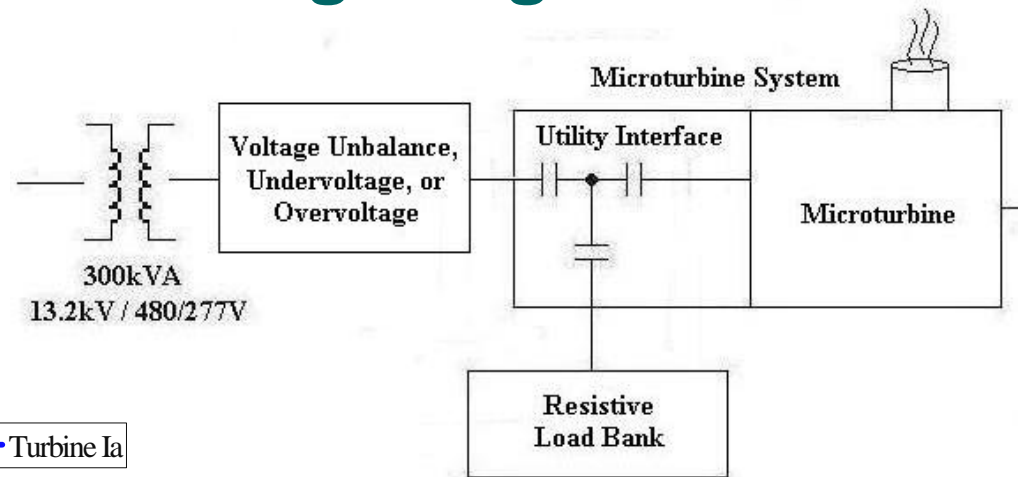 Microturbine System
Utility Interface
Voltage Unbalance,
Undervoltage, or
Overvoltage
Microturbine
300kVA
13.2kV / 480/277V
Resistive
Load Bank
Turbine Ia